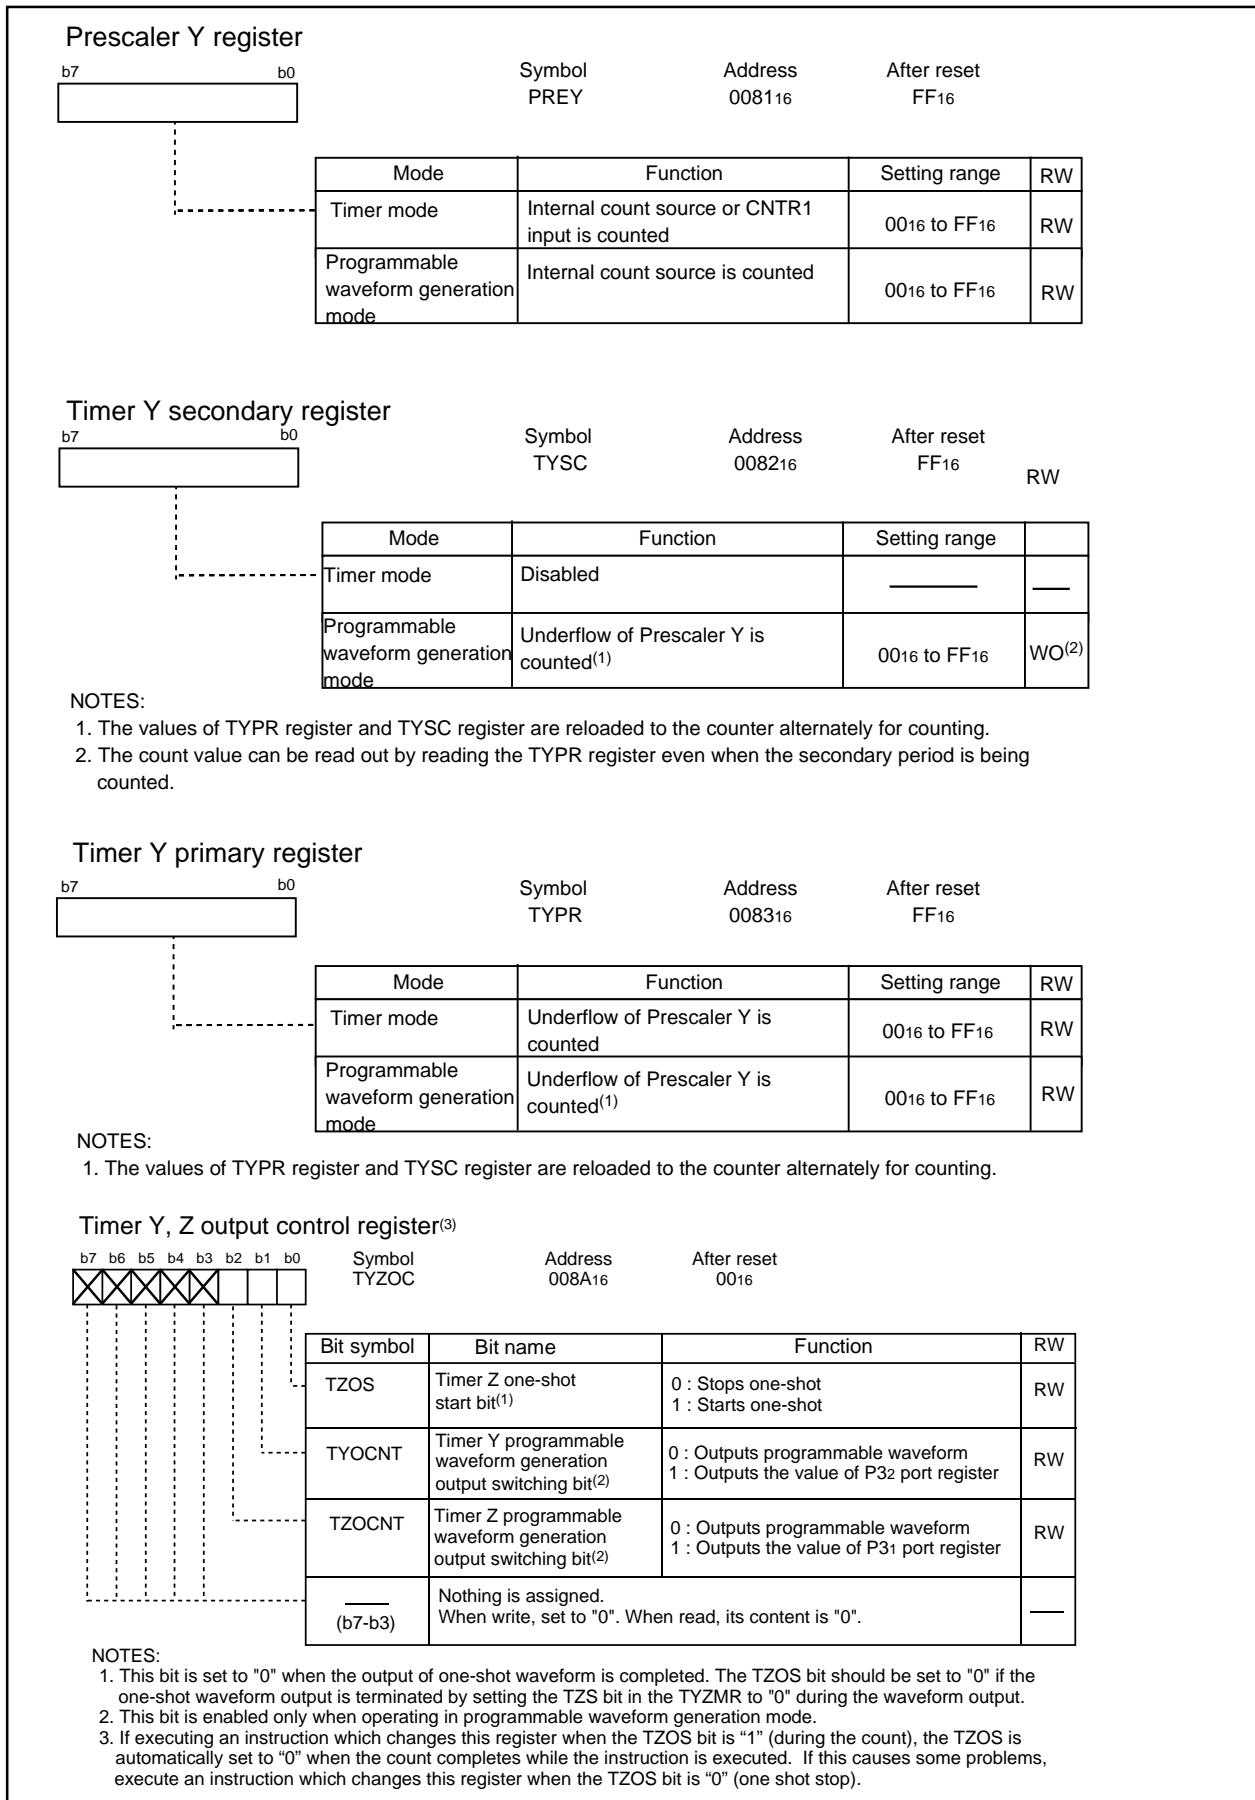 Prescaler Y register
b7 b0 Symbol Address After reset
PREY 008116 FF16
Mode Function Setting range RW
Timer mode Internal count source or CNTR1
input is counted 0016 to FF16 RW
Programmable
waveform generation
mode Internal count source is counted 0016 to FF16 RW
Timer Y secondary register
b7 b0 Symbol Address After reset
TYSC 008216 FF16
RW
Mode Function Setting range
Timer mode Disabled
Programmable
waveform generation
mode Underflow of Prescaler Y is
counted(1) 0016 to FF16 WO(2)
NOTES:
1. The values of TYPR register and TYSC register are reloaded to the counter alternately for counting.
2. The count value can be read out by reading the TYPR register even when the secondary period is being
counted.
Timer Y primary register
b7 b0 Symbol Address After reset
TYPR 008316 FF16
Mode Function Setting range RW
Timer mode Underflow of Prescaler Y is
counted 0016 to FF16 RW
Programmable
waveform generation
mode Underflow of Prescaler Y is
counted(1) 0016 to FF16 RW
NOTES:
1. The values of TYPR register and TYSC register are reloaded to the counter alternately for counting.
Timer Y, Z output control register(3)
b7 b6 b5 b4 b3 b2 b1 b0 Symbol Address After reset
TYZOC 008A16 0016
Bit symbol Bit name Function RW
TZOS Timer Z one-shot
start bit(1) 0 : Stops one-shot
1 : Starts one-shot RW
TYOCNT Timer Y programmable
waveform generation
output switching bit(2) 0 : Outputs programmable waveform
1 : Outputs the value of P32 port register RW
TZOCNT Timer Z programmable
waveform generation
output switching bit(2) 0 : Outputs programmable waveform
1 : Outputs the value of P31 port register RW
(b7-b3) Nothing is assigned.
When write, set to "0". When read, its content is "0".
NOTES:
1. This bit is set to "0" when the output of one-shot waveform is completed. The TZOS bit should be set to "0" if the
one-shot waveform output is terminated by setting the TZS bit in the TYZMR to "0" during the waveform output.
2. This bit is enabled only when operating in programmable waveform generation mode.
3. If executing an instruction which changes this register when the TZOS bit is “1” (during the count), the TZOS is
automatically set to “0” when the count completes while the instruction is executed. If this causes some problems,
execute an instruction which changes this register when the TZOS bit is “0” (one shot stop).